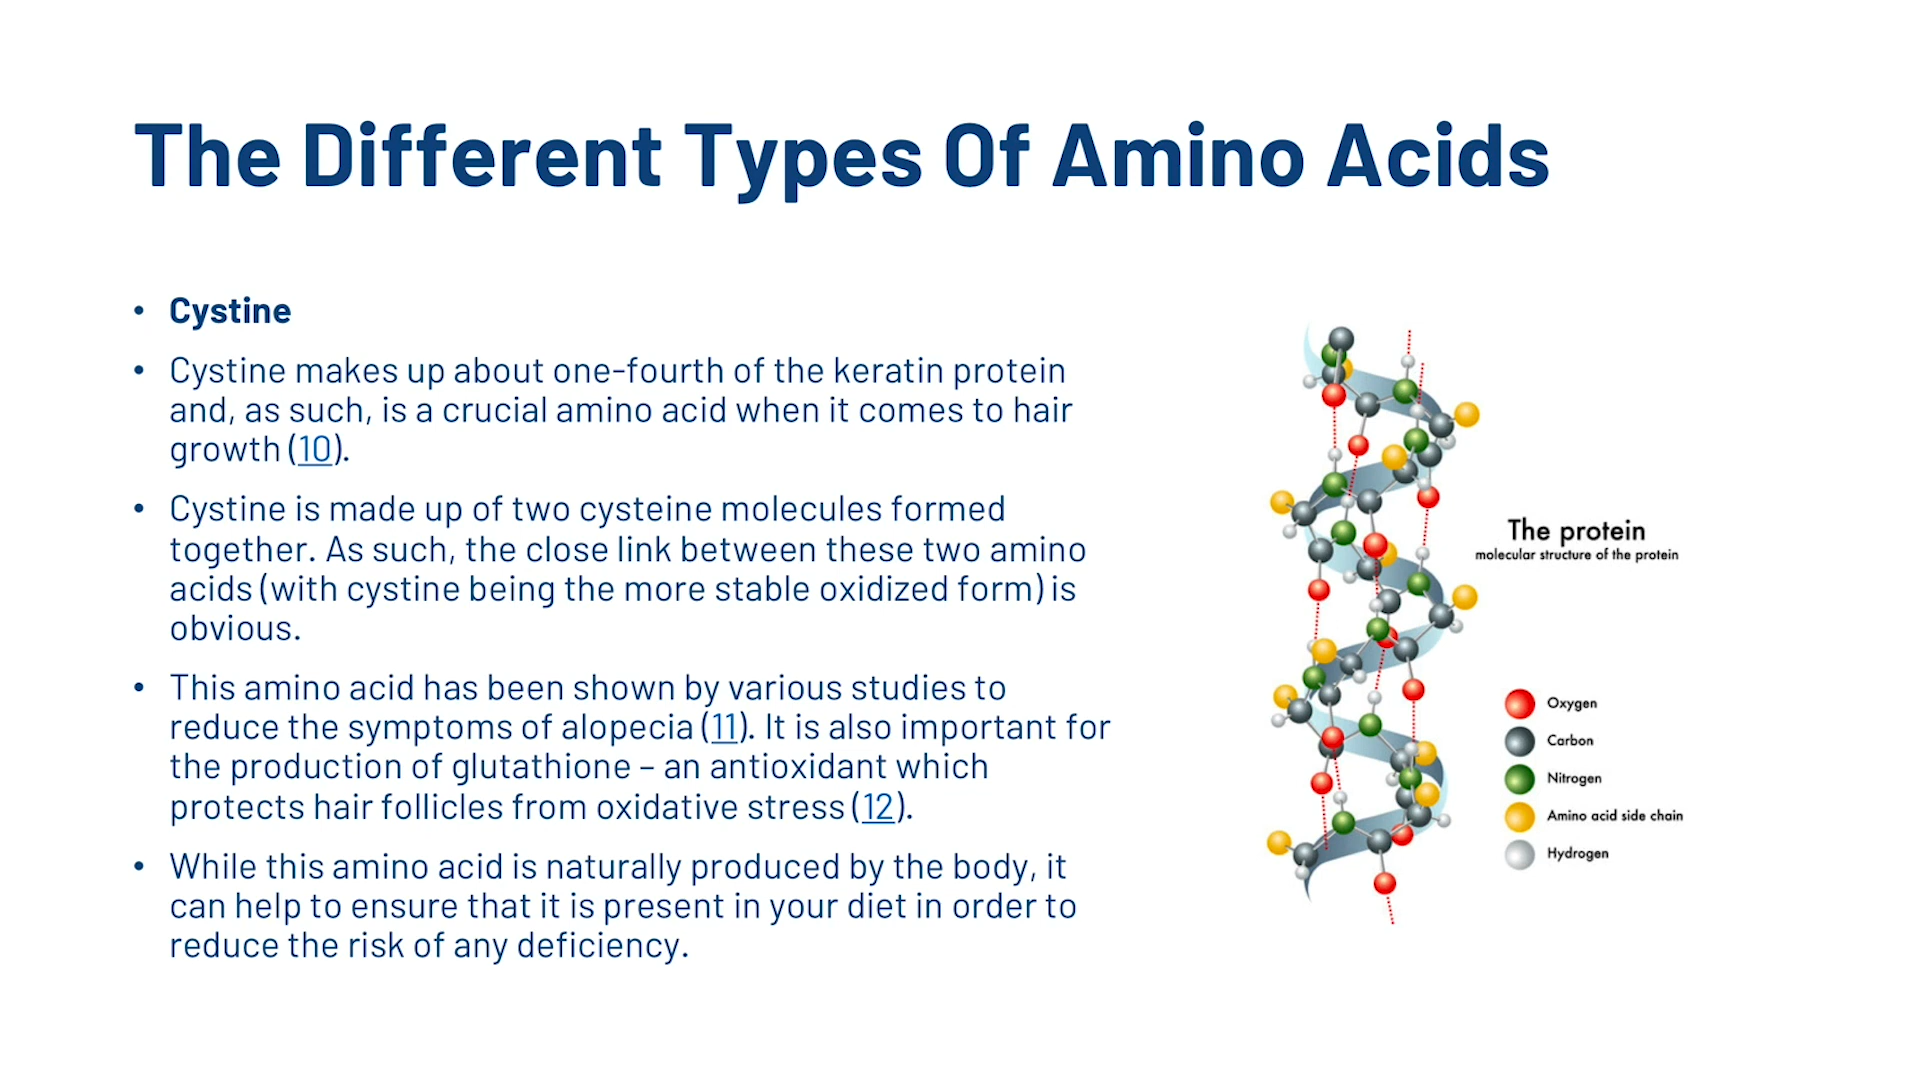 The Different Types Of Amino Acids
• Cystine
• Cystine makes up about one-fourth of the keratin protein
and, as such, is a crucial amino acid when it comes to hair
growth (10).
• Cystine is made up of two cysteine molecules formed
together. As such, the close link between these two amino
acids (with cystine being the more stable oxidized form) is
obvious.
• This amino acid has been shown by various studies to
reduce the symptoms of alopecia (11). It is also important for
the production of glutathione – an antioxidant which
protects hair follicles from oxidative stress (12).
• While this amino acid is naturally produced by the body, it
can help to ensure that it is present in your diet in order to
reduce the risk of any deficiency.
The protein
molecular structure of the protein
Oxygen
Carbon
Nitrogen
Amino acid side chain
Hydrogen